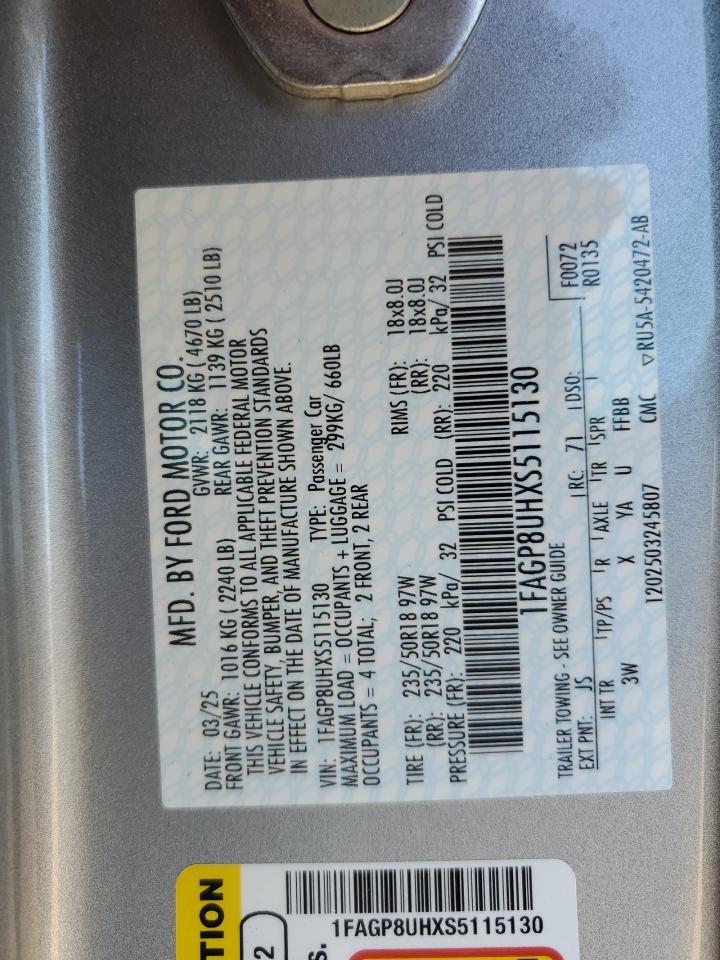 MFD. BY FORD MOTOR CO.
DATE: 03/25 GVWR: 2118 KG ( 4670 LB)
FRONT GAWR: 1016 KG ( 2240 LB) REAR GAWR: 1139 KG ( 2510 LB)
THIS VEHICLE CONFORMS TO ALL APPLICABLE FEDERAL MOTOR
VEHICLE SAFETY, BUMPER, AND THEFT PREVENTION STANDARDS
IN EFFECT ON THE DATE OF MANUFACTURE SHOWN ABOVE.
VIN: 1FAGP8UHXS5115130 TYPE: Passenger Car
MAXIMUM LOAD = OCCUPANTS + LUGGAGE = 299KG/ 660LB
OCCUPANTS = 4 TOTAL; 2 FRONT, 2 REAR
TIRE (FR): 235/50R18 97W RIMS (FR): 18x8.0J
(RR): 235/50R18 97W (RR): 18x8.0J
PRESSURE (FR): 220 kPa/ 32 PSI COLD (RR): 220 kPa/ 32 PSI COLD
1FAGP8UHXS5115130
TRAILER TOWING - SEE OWNER GUIDE F0072
EXT PNT: JS RC: 71 DSO: R0135
INT TR TP/PS R AXLE TR SPR
3W X YA U FFBB
1202503245807 CMC ▽RU5A-5420472-AB
TION
2
s.
1FAGP8UHXS5115130